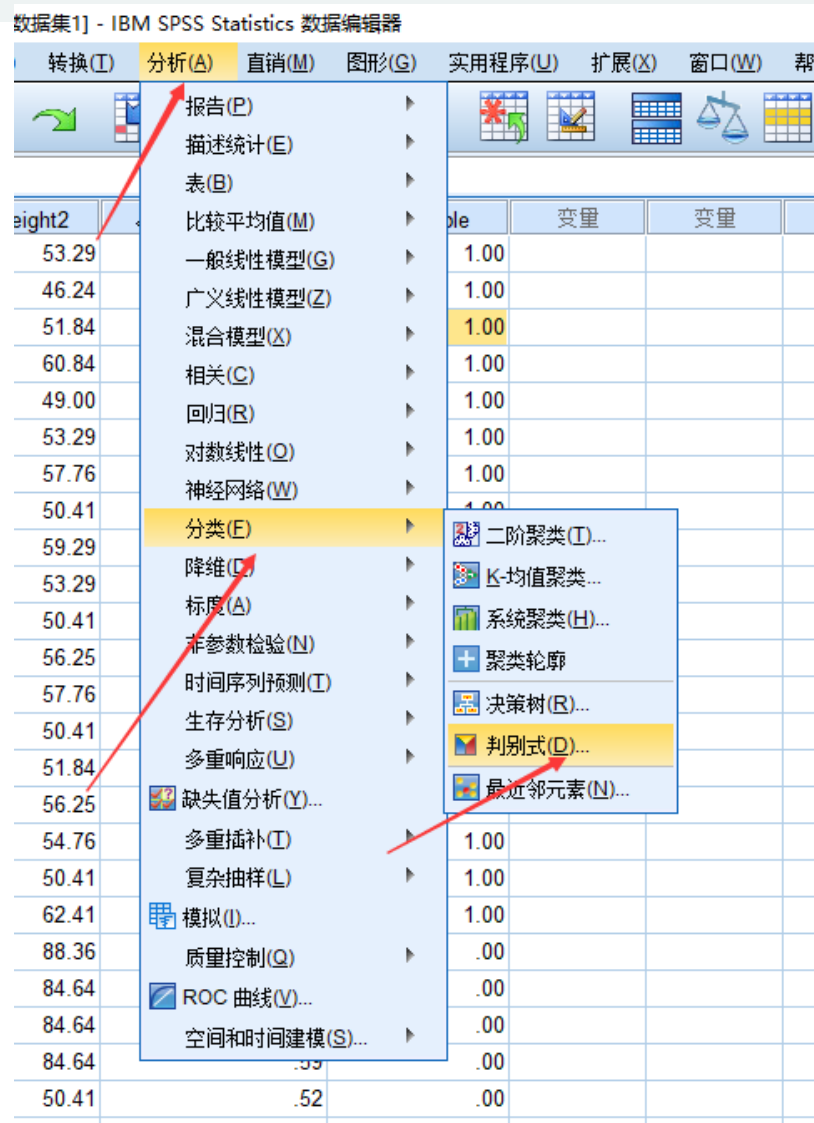 数据集1] - IBM SPSS Statistics 数据编辑器
转换(T) 分析(A) 直销(M) 图形(G) 实用程序(U) 扩展(X) 窗口(W) 帮
报告(P)
描述统计(E)
表(B)
比较平均值(M)
一般线性模型(G)
广义线性模型(Z)
混合模型(X)
相关(C)
回归(R)
对数线性(O)
神经网络(W)
分类(F)
降维(D)
标度(A)
非参数检验(N)
时间序列预测(T)
生存分析(S)
多重响应(U)
缺失值分析(Y)...
多重插补(T)
复杂抽样(L)
模拟(I)...
质量控制(Q)
ROC 曲线(V)...
空间和时间建模(S)...
二阶聚类(T)...
K-均值聚类...
系统聚类(H)...
聚类轮廓
决策树(R)...
判别式(D)...
最近邻元素(N)...
eight2 ble 变量 变量
53.29 1.00
46.24 1.00
51.84 1.00
60.84 1.00
49.00 1.00
53.29 1.00
57.76 1.00
50.41 1.00
59.29
53.29
50.41
56.25
57.76
50.41
51.84
56.25
54.76 1.00
50.41 1.00
62.41 1.00
88.36 .00
84.64 .00
84.64 .00
84.64 .59 .00
50.41 .52 .00